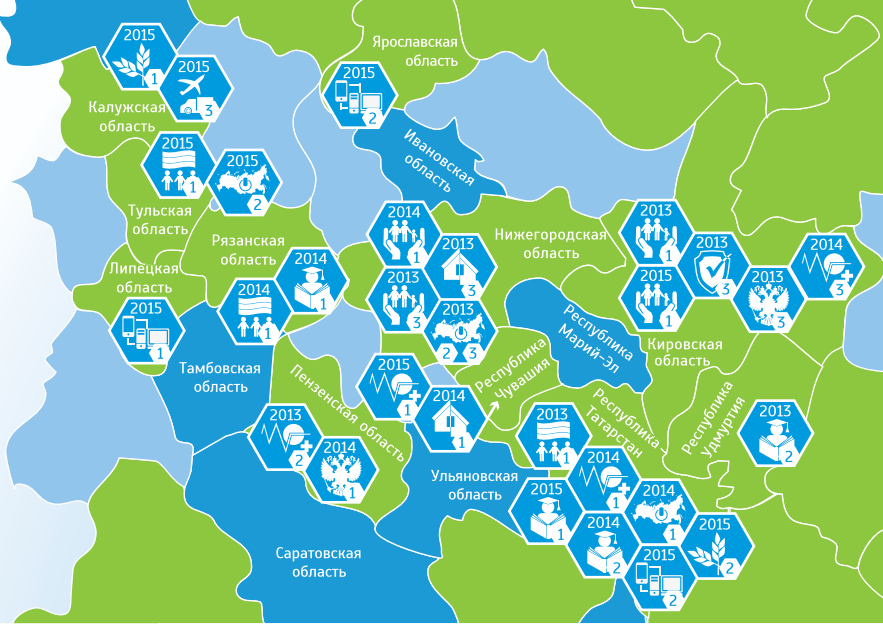 2015
1
2015
3
Калужская
область
Ярославская
область
2015
2
Ивановская
область
2015
1
2015
2
Тульская
область
Рязанская
область
2014
1
2014
1
Липецкая
область
2015
1
Тамбовская
область
2014
1
2013
3
2013
3
2013
2 3
Нижегородская
область
2013
1
2013
3
2015
1
2013
3
2014
3
Кировская
область
Республика
Марий-Эл
Республика
Чувашия
2015
1
2014
1
Пензенская область
2013
2
2014
1
Ульяновская
область
Саратовская
область
Республика
Татарстан
Республика
Удмуртия
2013
2
2013
1
2014
1
2015
1
2014
2
2014
1
2015
2
2015
2